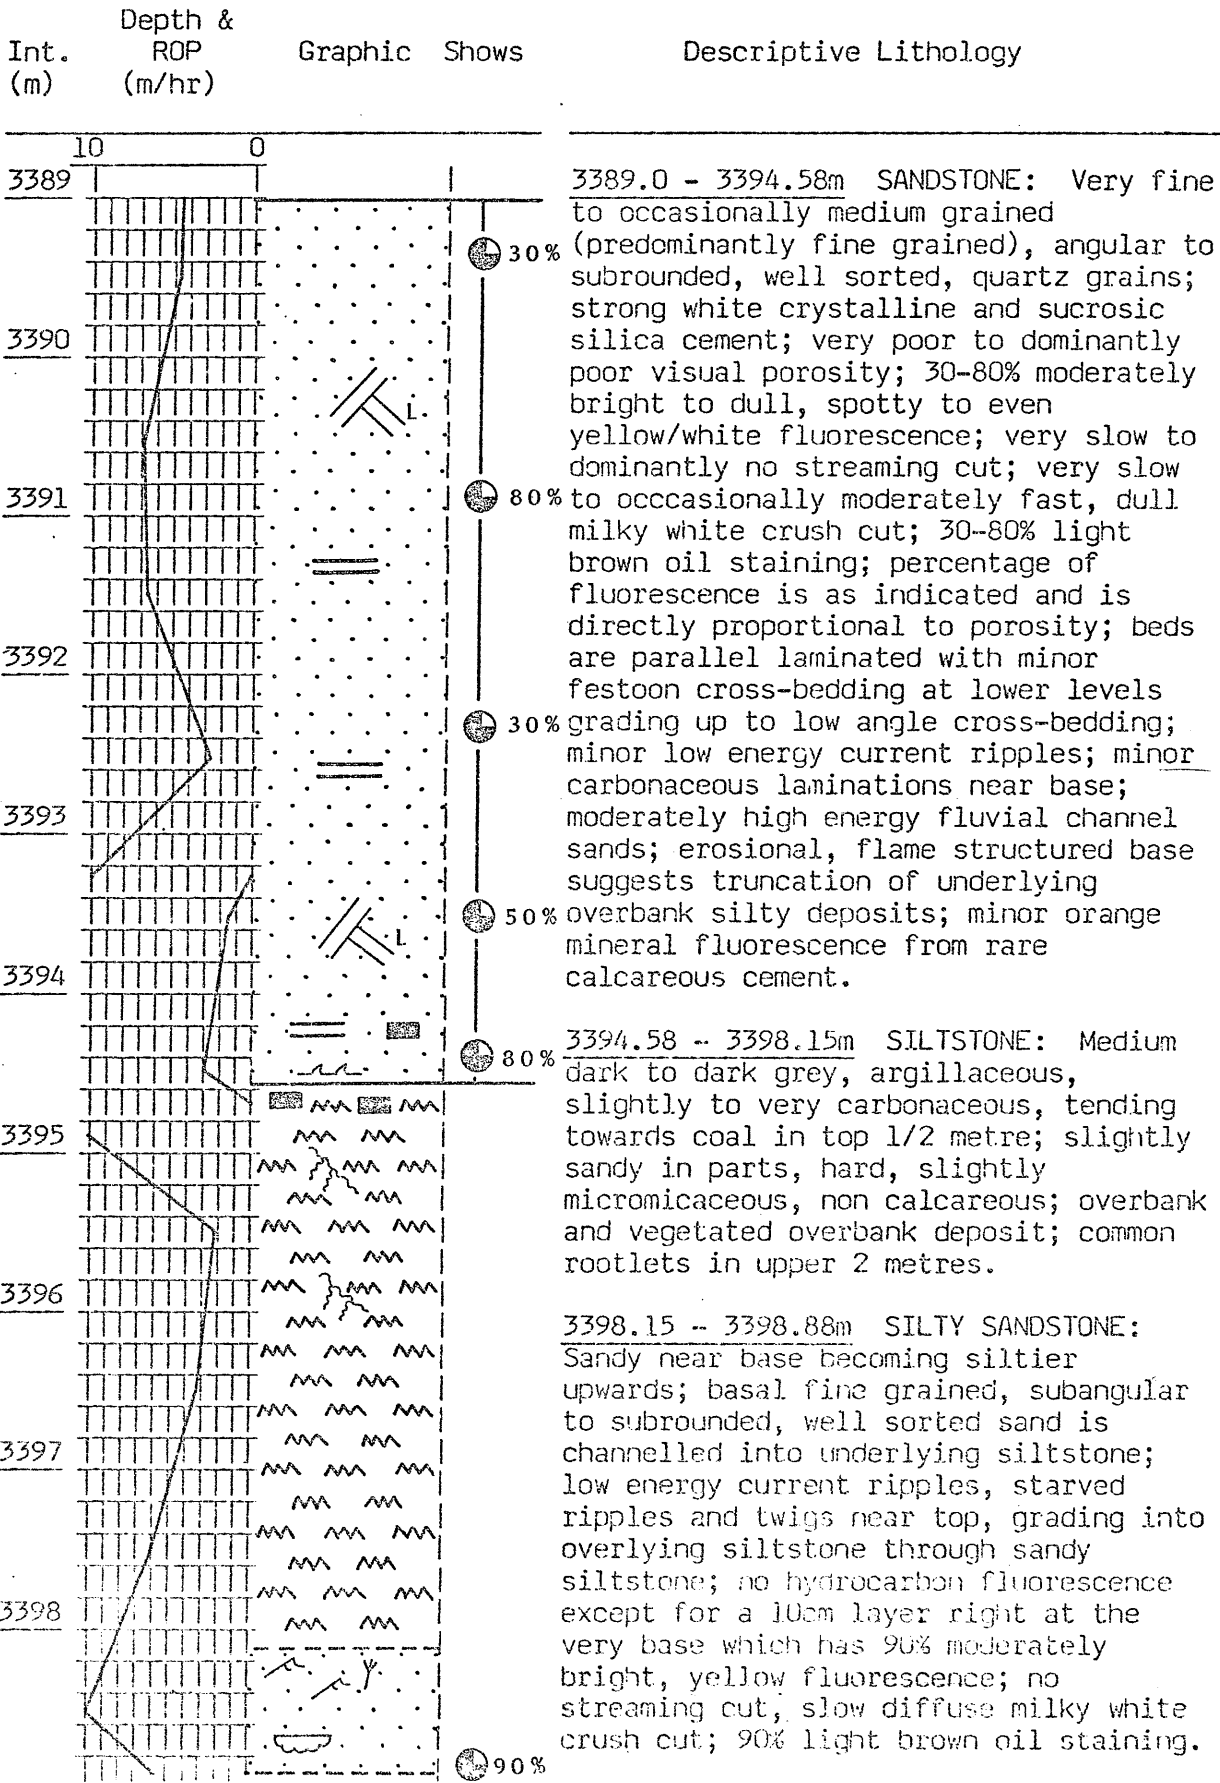 Depth &
Int. ROP Graphic Shows Descriptive Lithology
(m) (m/hr)
10 0
3389
3390
3391
3392
3393
3394
3395
3396
3397
3398
30%
80%
30%
50%
80%
90%
L
L
3389.0 - 3394.58m SANDSTONE: Very fine
to occasionally medium grained
(predominantly fine grained), angular to
subrounded, well sorted, quartz grains;
strong white crystalline and sucrosic
silica cement; very poor to dominantly
poor visual porosity; 30-80% moderately
bright to dull, spotty to even
yellow/white fluorescence; very slow to
dominantly no streaming cut; very slow
to occcasionally moderately fast, dull
milky white crush cut; 30-80% light
brown oil staining; percentage of
fluorescence is as indicated and is
directly proportional to porosity; beds
are parallel laminated with minor
festoon cross-bedding at lower levels
grading up to low angle cross-bedding;
minor low energy current ripples; minor
carbonaceous laminations near base;
moderately high energy fluvial channel
sands; erosional, flame structured base
suggests truncation of underlying
overbank silty deposits; minor orange
mineral fluorescence from rare
calcareous cement.
3394.58 - 3398.15m SILTSTONE: Medium
dark to dark grey, argillaceous,
slightly to very carbonaceous, tending
towards coal in top 1/2 metre; slightly
sandy in parts, hard, slightly
micromicaceous, non calcareous; overbank
and vegetated overbank deposit; common
rootlets in upper 2 metres.
3398.15 - 3398.88m SILTY SANDSTONE:
Sandy near base becoming siltier
upwards; basal fine grained, subangular
to subrounded, well sorted sand is
channelled into underlying siltstone;
low energy current ripples, starved
ripples and twigs near top, grading into
overlying siltstone through sandy
siltstone; no hydrocarbon fluorescence
except for a 10cm layer right at the
very base which has 90% moderately
bright, yellow fluorescence; no
streaming cut, slow diffuse milky white
crush cut; 90% light brown oil staining.